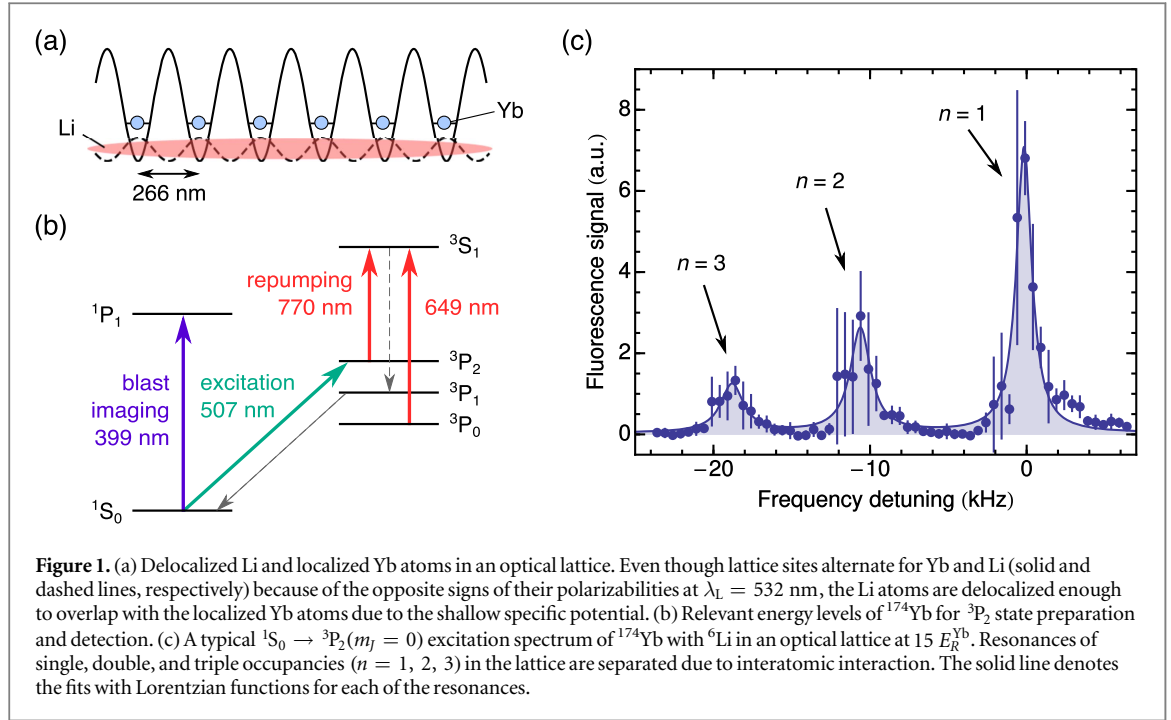 (a)
Li
Yb
266 nm
(b)
³S₁
repumping
770 nm
649 nm
¹P₁
³P₂
blast
imaging
399 nm
excitation
507 nm
³P₁
³P₀
¹S₀
(c)
Fluorescence signal (a.u.)
8
6
4
2
0
n = 1
n = 2
n = 3
−20
−10
0
Frequency detuning (kHz)
Figure 1. (a) Delocalized Li and localized Yb atoms in an optical lattice. Even though lattice sites alternate for Yb and Li (solid and
dashed lines, respectively) because of the opposite signs of their polarizabilities at λ_L = 532 nm, the Li atoms are delocalized enough
to overlap with the localized Yb atoms due to the shallow specific potential. (b) Relevant energy levels of ¹⁷⁴Yb for ³P₂ state preparation
and detection. (c) A typical ¹S₀ → ³P₂(m_J = 0) excitation spectrum of ¹⁷⁴Yb with ⁶Li in an optical lattice at 15 E_R^Yb. Resonances of
single, double, and triple occupancies (n = 1, 2, 3) in the lattice are separated due to interatomic interaction. The solid line denotes
the fits with Lorentzian functions for each of the resonances.